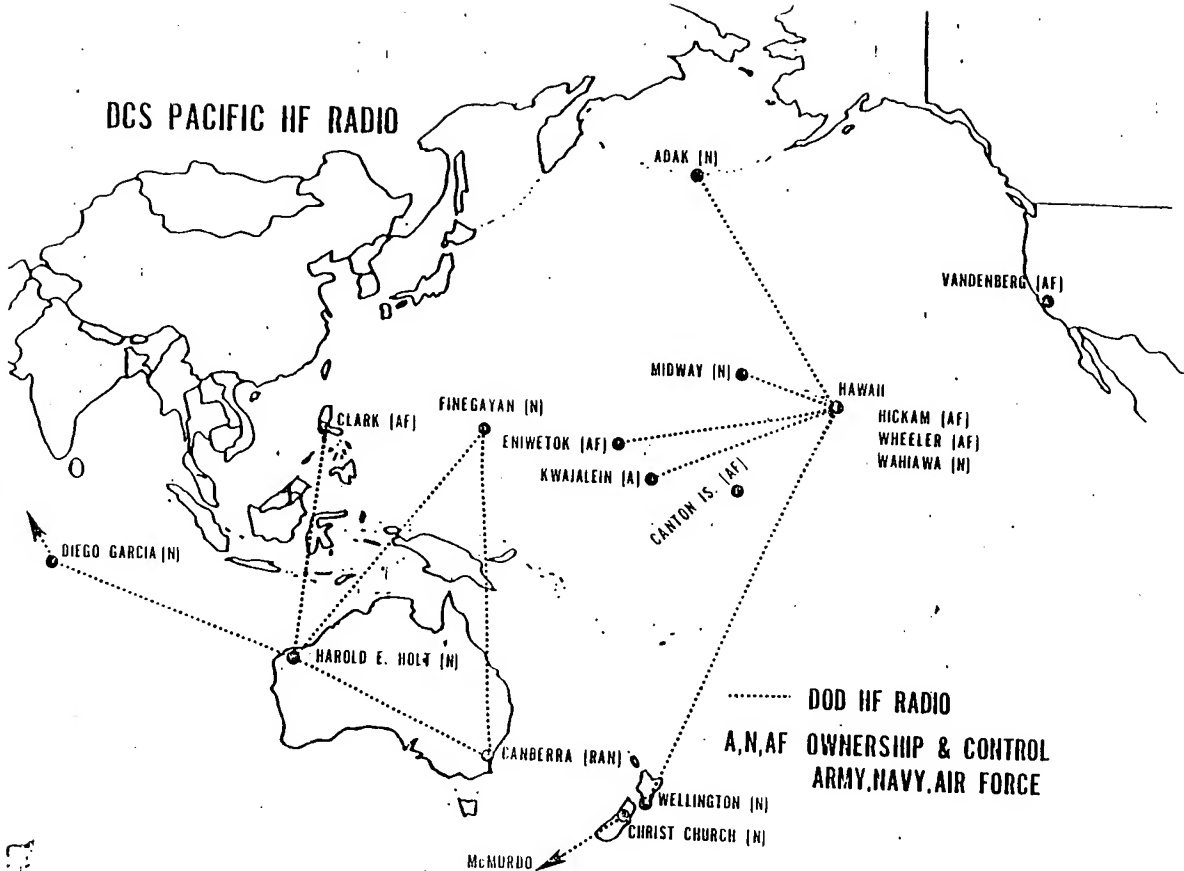 DCS PACIFIC HF RADIO
ADAK (N)
VANDENBERG (AF)
MIDWAY (N)
HAWAII
HICKAM (AF)
WHEELER (AF)
WAHIAWA (N)
FINEGAYAN (N)
CLARK (AF)
ENIWETOK (AF)
KWAJALEIN (A)
CANTON IS. (AF)
DIEGO GARCIA (N)
HAROLD E. HOLT (N)
CANBERRA (RAN)
DOD HF RADIO
A,N,AF OWNERSHIP & CONTROL
ARMY,NAVY,AIR FORCE
WELLINGTON (N)
CHRIST CHURCH (N)
McMURDO